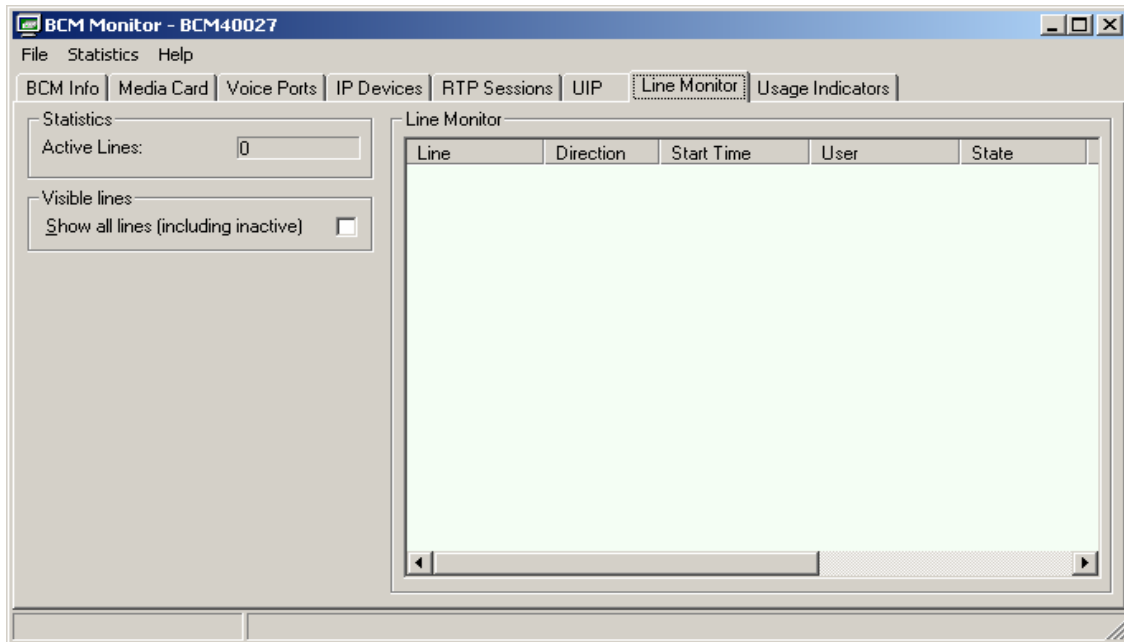 BCM Monitor - BCM40027
File Statistics Help
BCM Info Media Card Voice Ports IP Devices RTP Sessions UIP Line Monitor Usage Indicators
Statistics
Active Lines: 0
Visible lines
Show all lines (including inactive)
Line Monitor
Line Direction Start Time User State